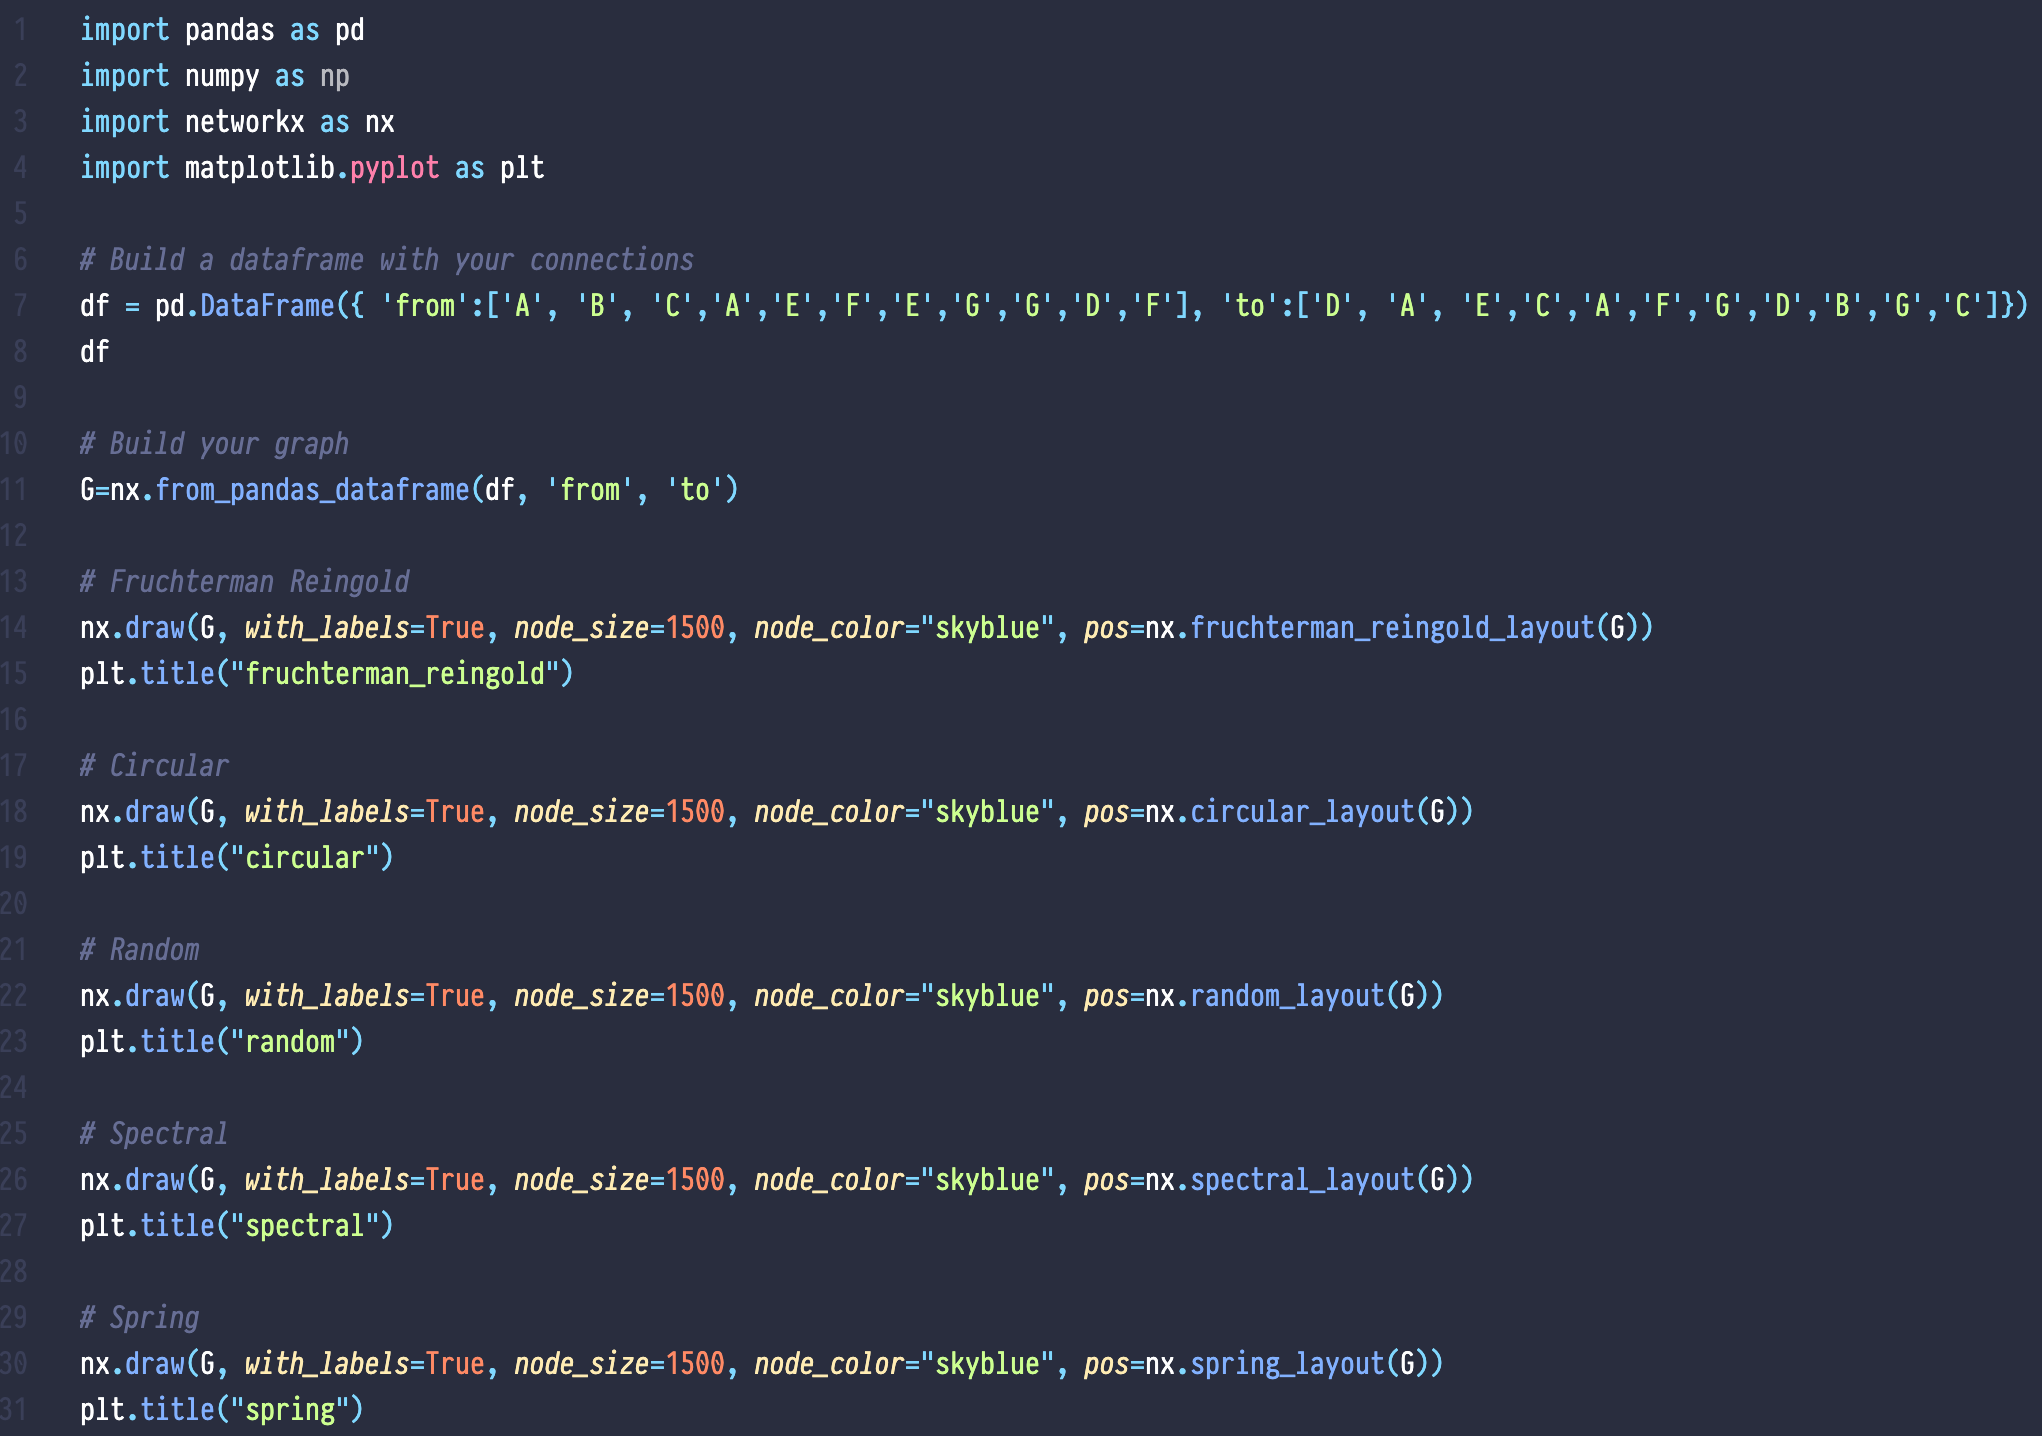 1 import pandas as pd
2 import numpy as np
3 import networkx as nx
4 import matplotlib.pyplot as plt
5
6 # Build a dataframe with your connections
7 df = pd.DataFrame({ 'from':['A', 'B', 'C','A','E','F','E','G','G','D','F'], 'to':['D', 'A', 'E','C','A','F','G','D','B','G','C']})
8 df
9
10 # Build your graph
11 G=nx.from_pandas_dataframe(df, 'from', 'to')
12
13 # Fruchterman Reingold
14 nx.draw(G, with_labels=True, node_size=1500, node_color="skyblue", pos=nx.fruchterman_reingold_layout(G))
15 plt.title("fruchterman_reingold")
16
17 # Circular
18 nx.draw(G, with_labels=True, node_size=1500, node_color="skyblue", pos=nx.circular_layout(G))
19 plt.title("circular")
20
21 # Random
22 nx.draw(G, with_labels=True, node_size=1500, node_color="skyblue", pos=nx.random_layout(G))
23 plt.title("random")
24
25 # Spectral
26 nx.draw(G, with_labels=True, node_size=1500, node_color="skyblue", pos=nx.spectral_layout(G))
27 plt.title("spectral")
28
29 # Spring
30 nx.draw(G, with_labels=True, node_size=1500, node_color="skyblue", pos=nx.spring_layout(G))
31 plt.title("spring")